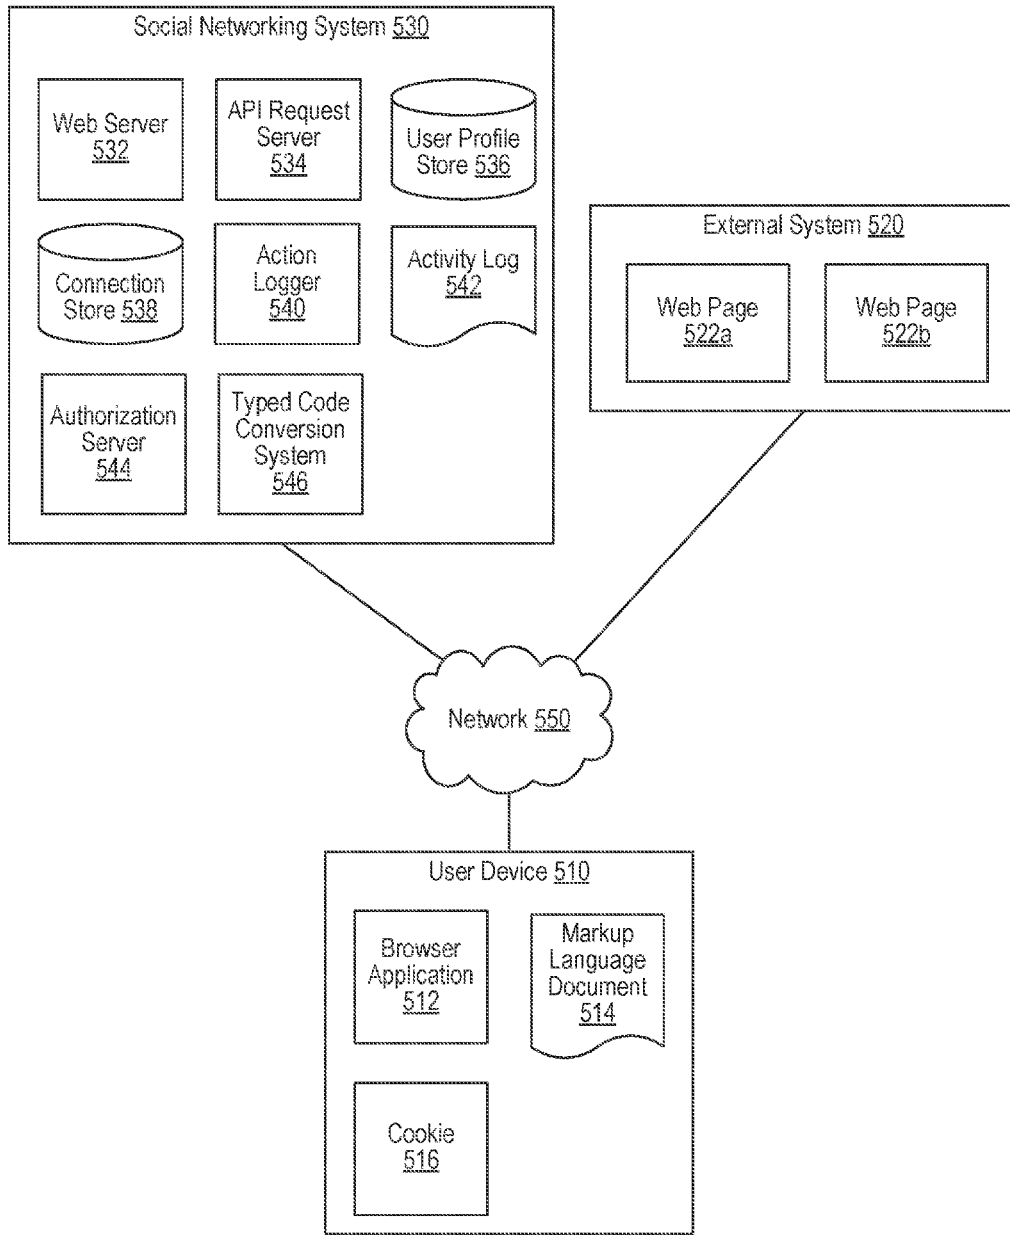 Social Networking System 530
Web Server
532
API Request
Server
534
User Profile
Store 536
Connection
Store 538
Action
Logger
540
Activity Log
542
Authorization
Server
544
Typed Code
Conversion
System
546
External System 520
Web Page
522a
Web Page
522b
Network 550
User Device 510
Browser
Application
512
Markup
Language
Document
514
Cookie
516